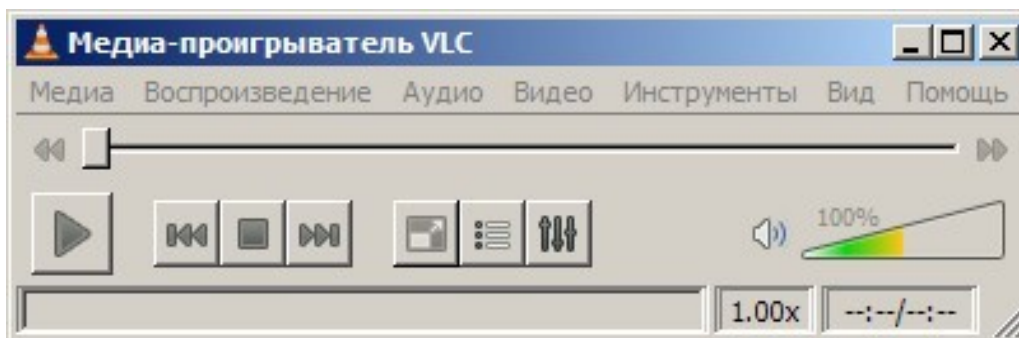 Медиа-проигрыватель VLC
Медиа Воспроизведение Аудио Видео Инструменты Вид Помощь
100%
1.00x --:--/--:--